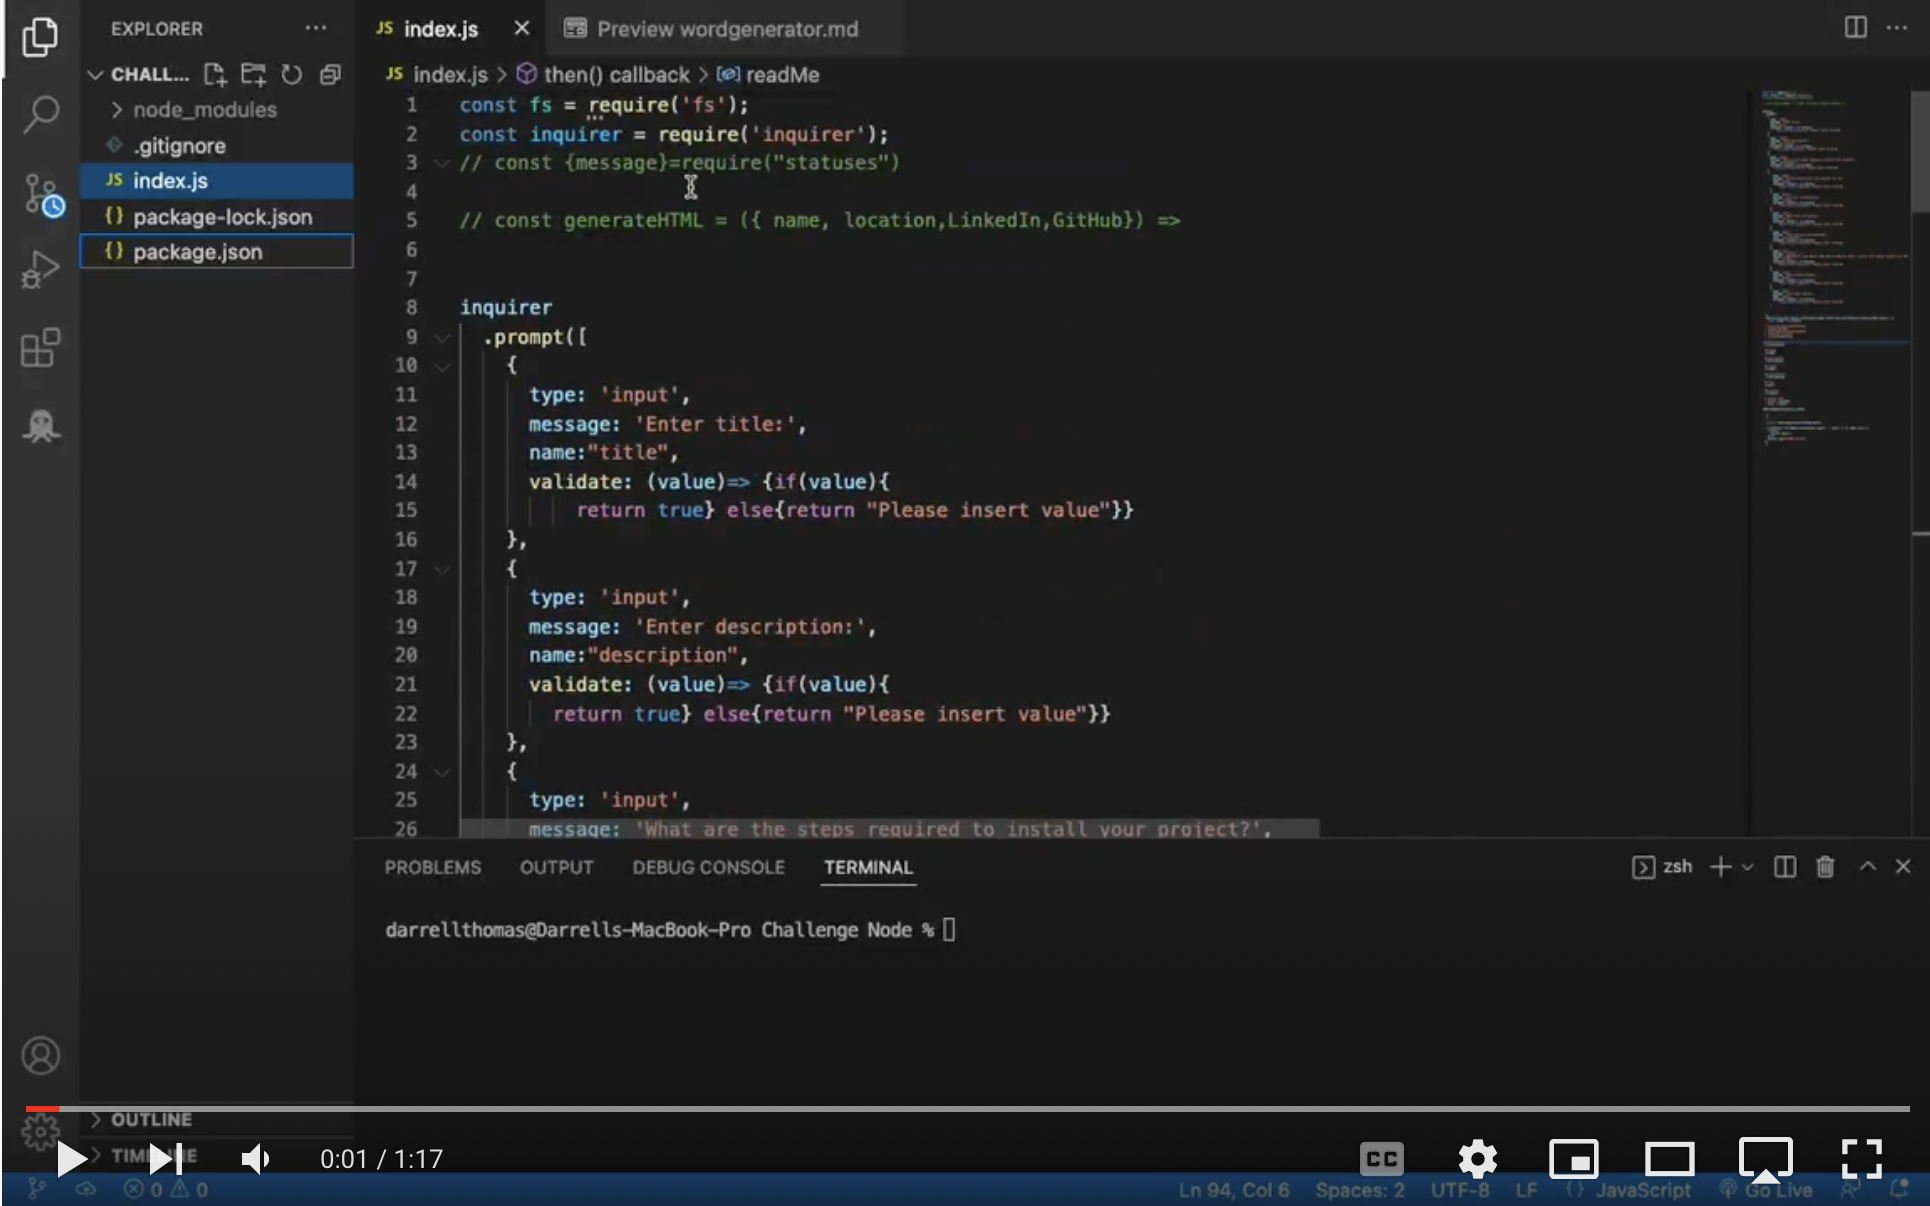 EXPLORER
JS index.js
Preview wordgenerator.md
CHALL...
JS index.js > then() callback > readMe
node_modules
.gitignore
JS index.js
{} package-lock.json
{} package.json
1 const fs = require('fs');
2 const inquirer = require('inquirer');
3 // const {message}=require("statuses")
4
5 // const generateHTML = ({ name, location,LinkedIn,GitHub}) =>
6
7
8 inquirer
9 .prompt([
10 {
11 type: 'input',
12 message: 'Enter title:',
13 name:"title",
14 validate: (value)=> {if(value){
15 return true} else{return "Please insert value"}}
16 },
17 {
18 type: 'input',
19 message: 'Enter description:',
20 name:"description",
21 validate: (value)=> {if(value){
22 return true} else{return "Please insert value"}}
23 },
24 {
25 type: 'input',
26 message: 'What are the steps required to install your project?',
PROBLEMS OUTPUT DEBUG CONSOLE TERMINAL
zsh
darrellthomas@Darrells-MacBook-Pro Challenge Node %
OUTLINE
TIMELINE
0:01 / 1:17
CC
0 0
Ln 94, Col 6 Spaces: 2 UTF-8 LF {} JavaScript Go Live